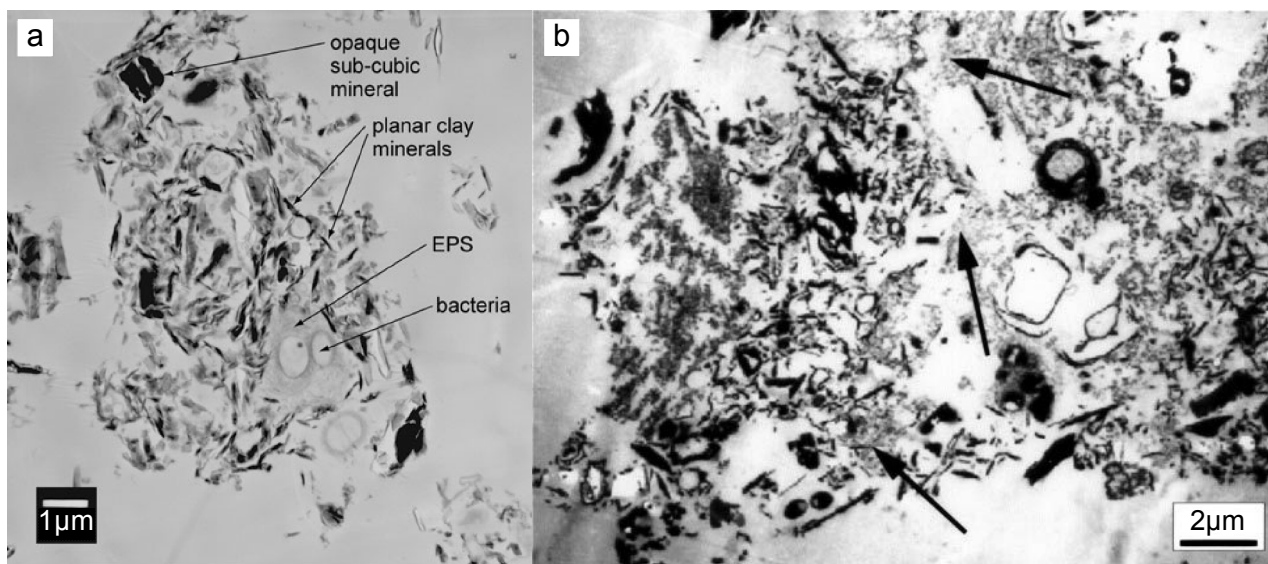 a
opaque
sub-cubic
mineral
planar clay
minerals
EPS
bacteria
1µm
b
2µm